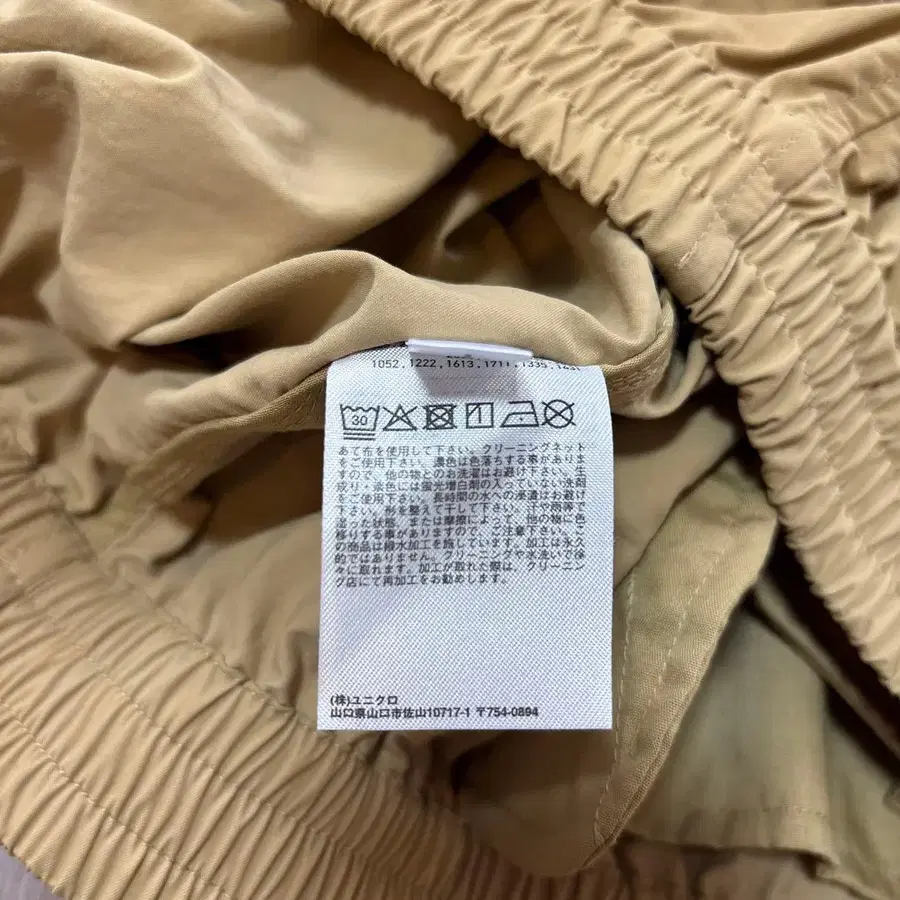 1052,1222,1613,1711,1335,
30
あて布を使用して下さい。クリーニングネット
をご使用下さい。濃色は色落ちする事がありま
すので、他の物とのお洗濯はお避け下さい。生
成り・淡色には蛍光増白剤の入っていない洗剤
をご使用下さい。長時間の水への浸漬はお避け
下さい。形を整えて干して下さい。汗や雨等で
湿った状態、または摩擦によって、他の物に色
移りする事がありますので、ご注意下さい。こ
の商品は撥水加工を施しています。加工は永久
的ではありません。クリーニングや水洗いで徐
々に取れます。加工が取れた際は、クリーニン
グ店にて再加工をお勧めします。
(株)ユニクロ
山口県山口市佐山10717-1 〒754-0894